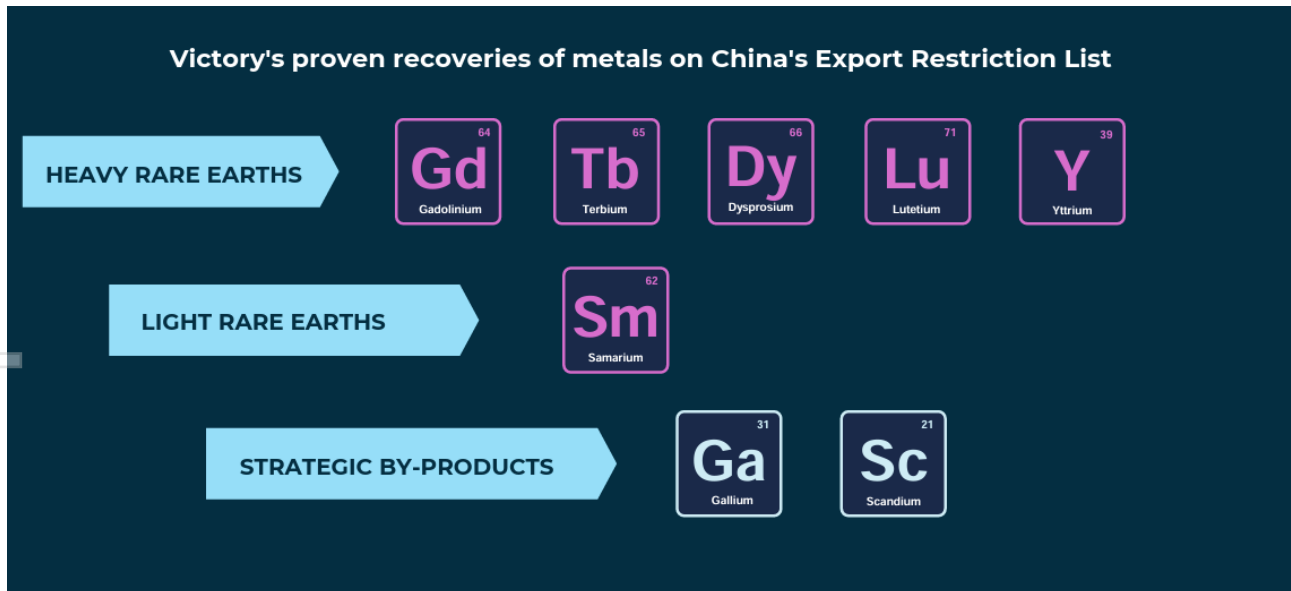 Victory's proven recoveries of metals on China's Export Restriction List
HEAVY RARE EARTHS
64
Gd
Gadolinium
65
Tb
Terbium
66
Dy
Dysprosium
71
Lu
Lutetium
39
Y
Yttrium
LIGHT RARE EARTHS
62
Sm
Samarium
STRATEGIC BY-PRODUCTS
31
Ga
Gallium
21
Sc
Scandium